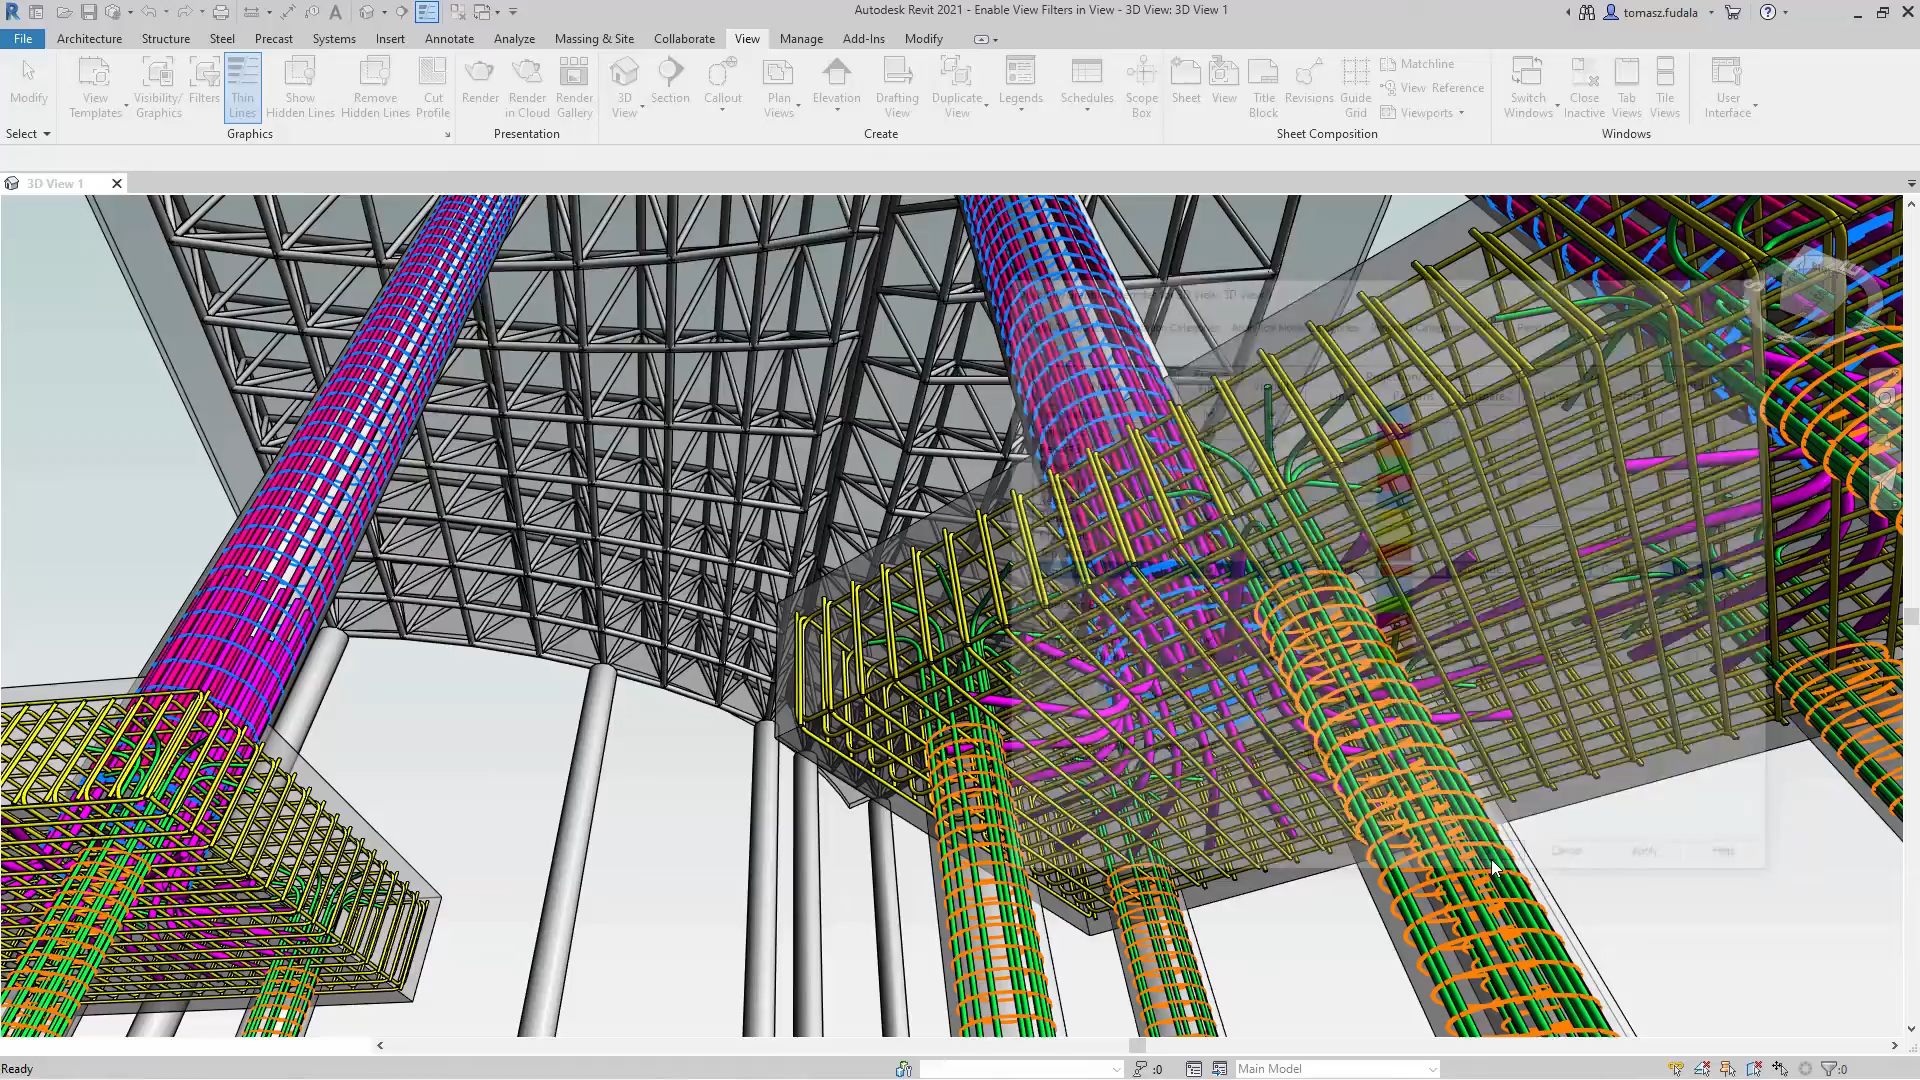 Autodesk Revit 2021 - Enable View Filters in View - 3D View: 3D View 1
tomasz.fudala
File Architecture Structure Steel Precast Systems Insert Annotate Analyze Massing & Site Collaborate View Manage Add-Ins Modify
Modify
View Templates
Visibility/ Graphics
Filters
Thin Lines
Show Hidden Lines
Remove Hidden Lines
Cut Profile
Render
Render in Cloud
Render Gallery
3D View
Section
Callout
Plan Views
Elevation
Drafting View
Duplicate View
Legends
Schedules
Scope Box
Sheet
View
Title Block
Revisions
Guide Grid
Matchline
View Reference
Viewports
Switch Windows
Close Inactive
Tab Views
Tile Views
User Interface
Select Graphics Presentation Create Sheet Composition Windows
3D View 1
Cancel Apply Help
Ready :0 Main Model :0